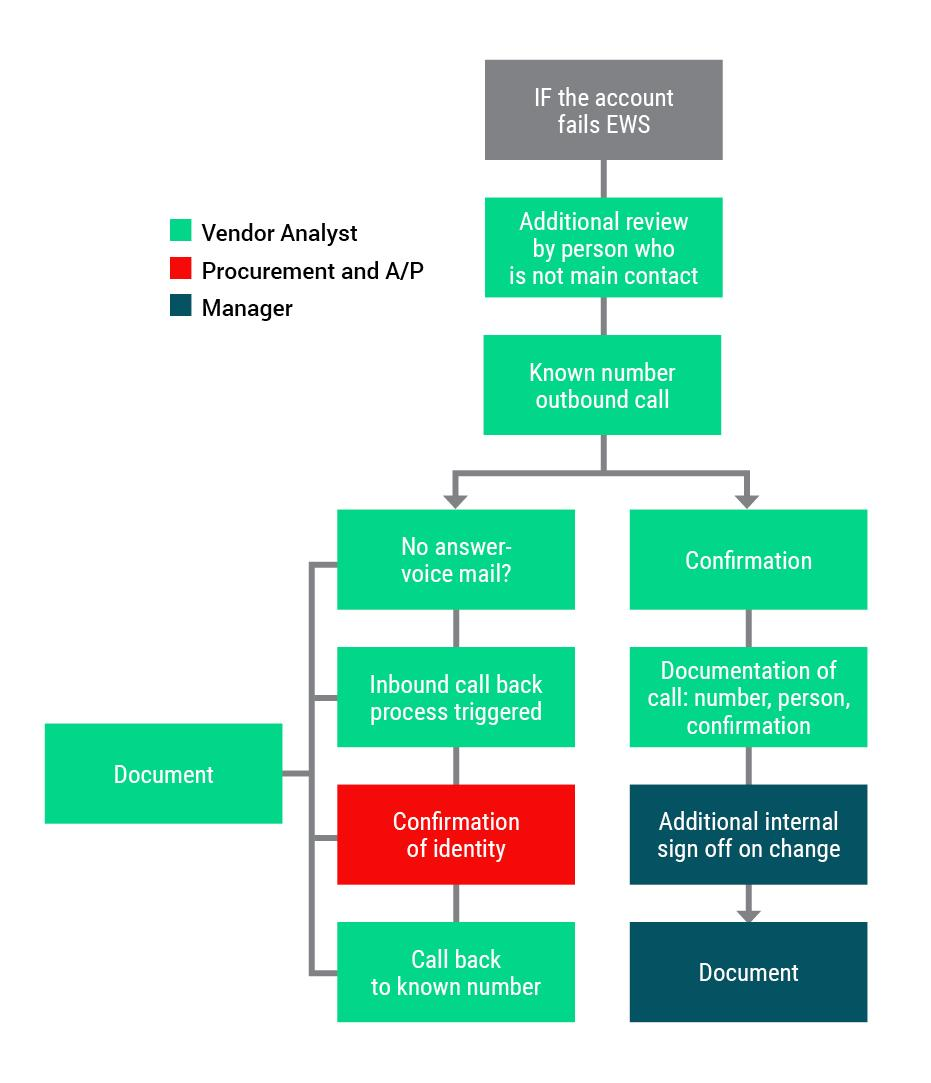 IF the account
fails EWS
Additional review
by person who
is not main contact
Vendor Analyst
Procurement and A/P
Manager
Known number
outbound call
No answer-
voice mail?
Confirmation
Inbound call back
process triggered
Documentation of
call: number, person,
confirmation
Document
Confirmation
of identity
Additional internal
sign off on change
Call back
to known number
Document